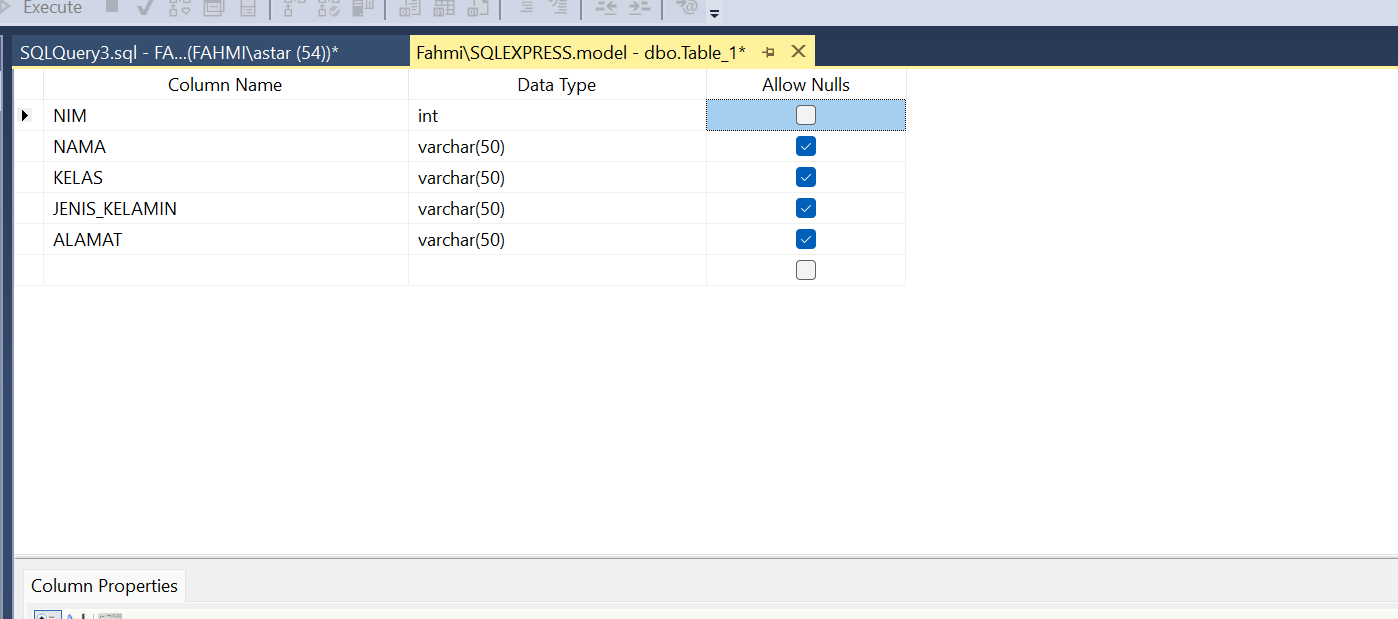 Execute
SQLQuery3.sql - FA...(FAHMI\astar (54))* Fahmi\SQLEXPRESS.model - dbo.Table_1*
Column Name Data Type Allow Nulls
NIM int
NAMA varchar(50)
KELAS varchar(50)
JENIS_KELAMIN varchar(50)
ALAMAT varchar(50)
Column Properties